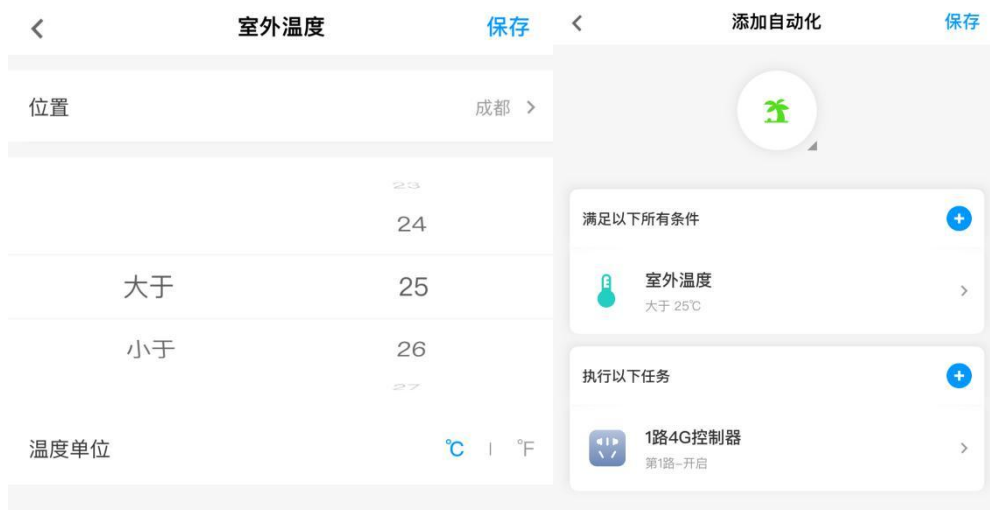 室外温度
保存
位置
成都
23
24
大于
25
小于
26
27
温度单位
℃
℉
添加自动化
保存
满足以下所有条件
室外温度
大于 25℃
执行以下任务
1路4G控制器
第1路-开启